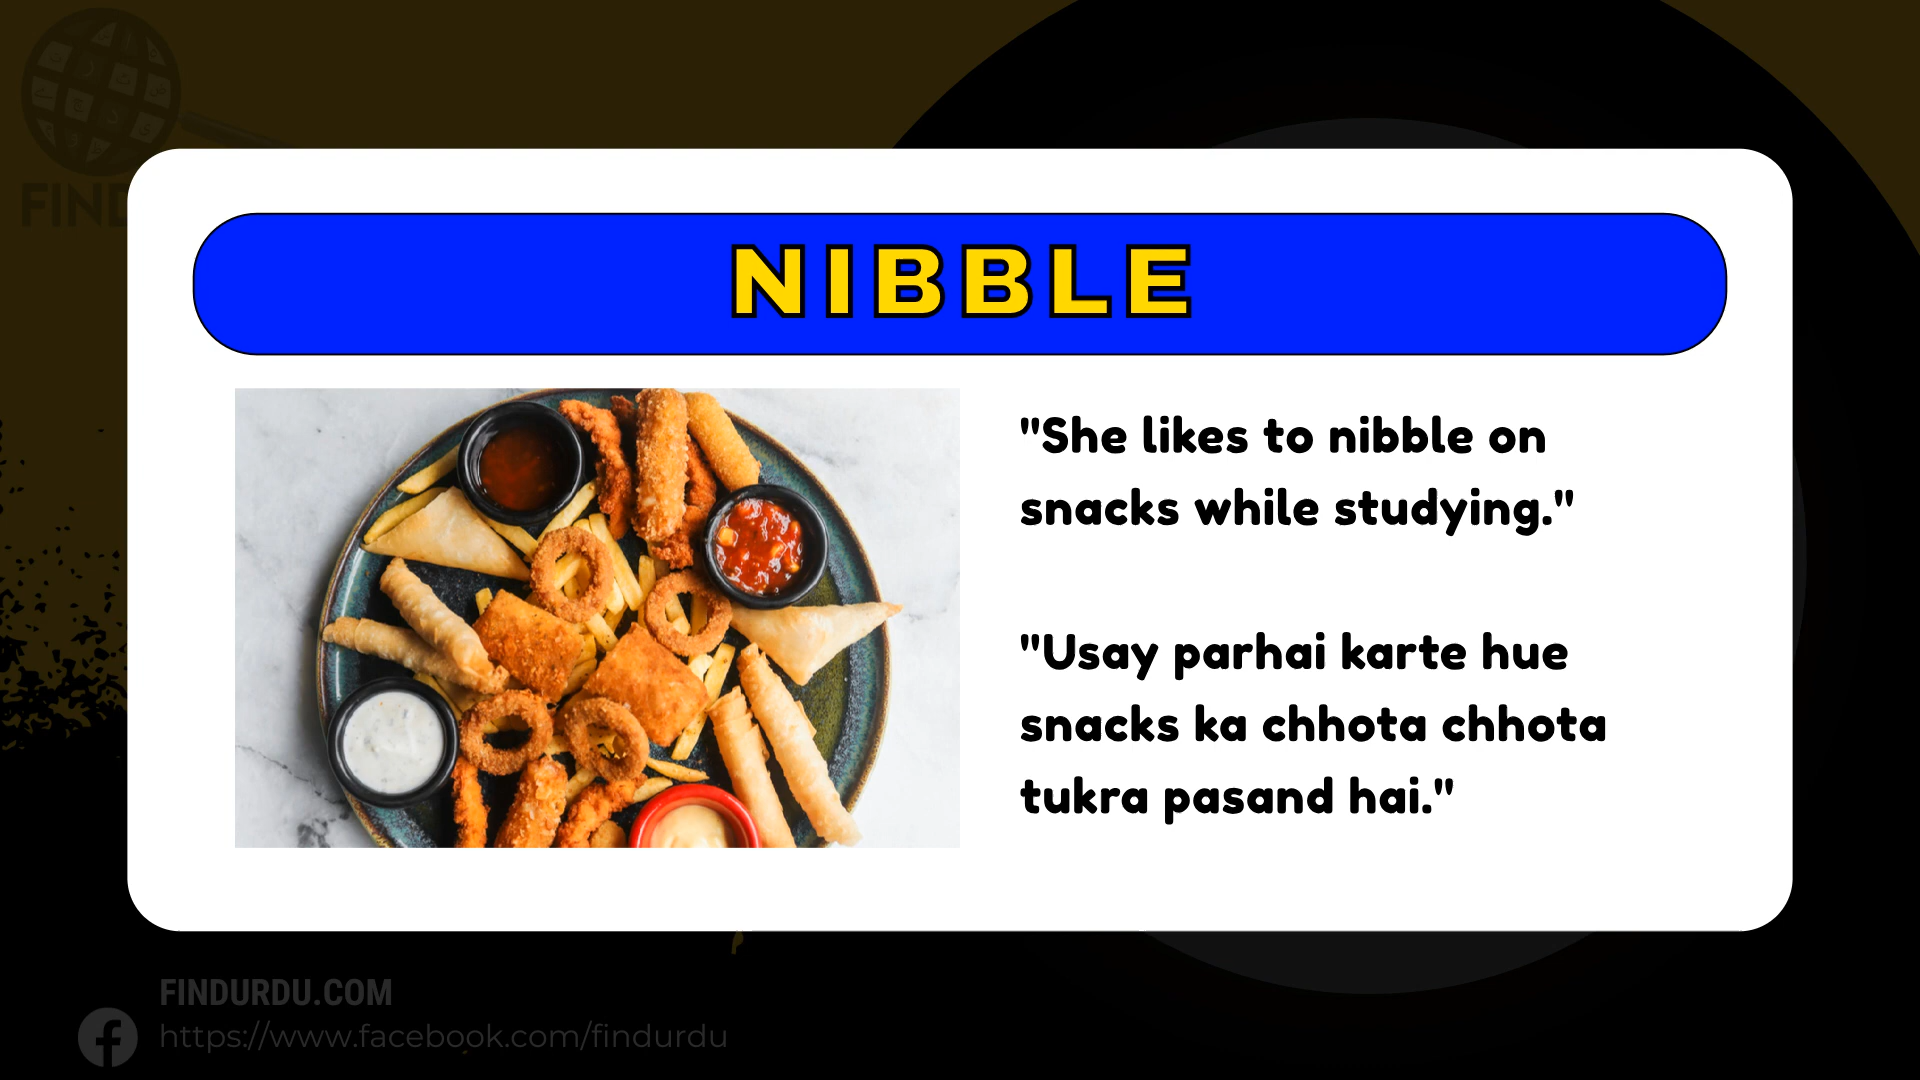 FIND
NIBBLE
"She likes to nibble on
snacks while studying."
"Usay parhai karte hue
snacks ka chhota chhota
tukra pasand hai."
FINDURDU.COM
https://www.facebook.com/findurdu